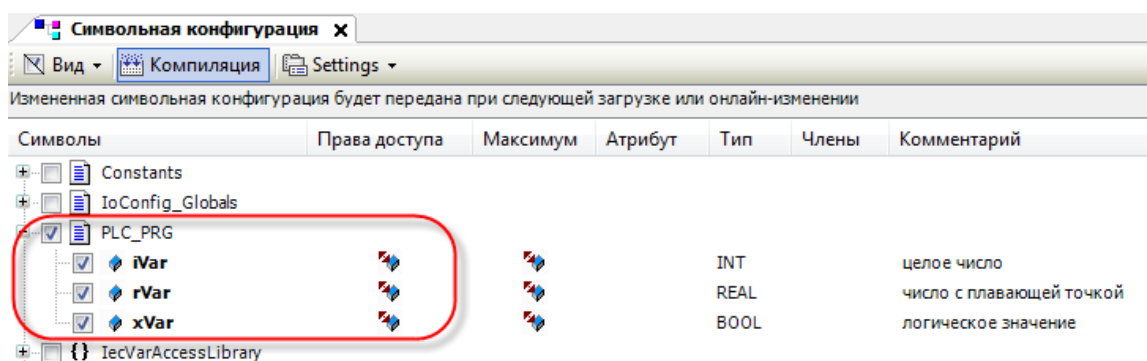 Символьная конфигурация x
Вид Компиляция Settings
Измененная символьная конфигурация будет передана при следующей загрузке или онлайн-изменении
Символы Права доступа Максимум Атрибут Тип Члены Комментарий
Constants
IoConfig_Globals
PLC_PRG
iVar INT целое число
rVar REAL число с плавающей точкой
xVar BOOL логическое значение
{} IecVarAccessLibrary